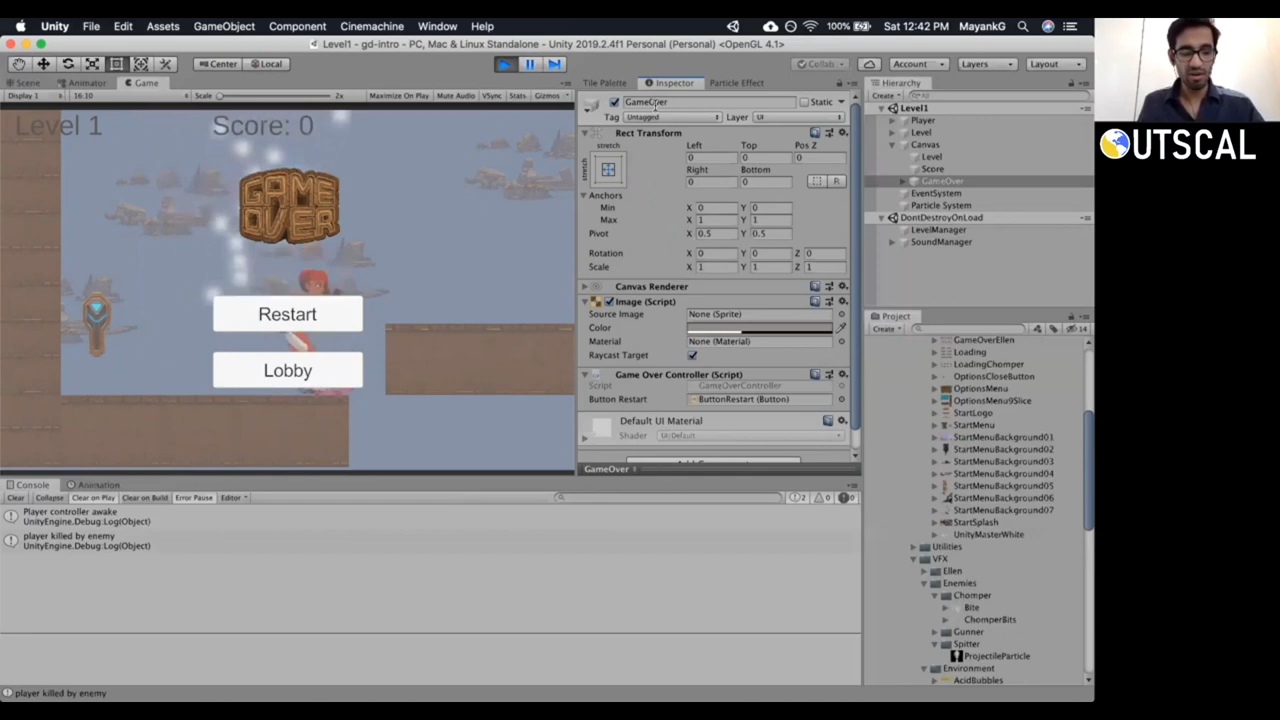 Unity File Edit Assets GameObject Component Cinemachine Window Help 100% Sat 12:42 PM MayankG
Level1 - gd-intro - PC, Mac & Linux Standalone - Unity 2019.2.4f1 Personal (Personal) <OpenGL 4.1>
Center Local Collab Account Layers Layout
Scene Animator Game
Display 1 16:10 Scale 2x Maximize On Play Mute Audio VSync Stats Gizmos
Level 1 Score: 0
GAME
OVER
Restart
Lobby
Tile Palette Inspector Particle Effect
GameOver Static
Tag Untagged Layer UI
Rect Transform
stretch Left Top Pos Z
stretch 0 0 0
Right Bottom
0 0 R
Anchors
Min X 0 Y 0
Max X 1 Y 1
Pivot X 0.5 Y 0.5
Rotation X 0 Y 0 Z 0
Scale X 1 Y 1 Z 1
Canvas Renderer
Image (Script)
Source Image None (Sprite)
Color
Material None (Material)
Raycast Target
Game Over Controller (Script)
Script GameOverController
Button Restart ButtonRestart (Button)
Default UI Material
Shader UI/Default
GameOver
Hierarchy
Create All
Level1
Player
Level
Canvas
Level
Score
GameOver
EventSystem
Particle System
DontDestroyOnLoad
LevelManager
SoundManager
Project
Create 14
GameOverEllen
Loading
LoadingChomper
OptionsCloseButton
OptionsMenu
OptionsMenu9Slice
StartLogo
StartMenu
StartMenuBackground01
StartMenuBackground02
StartMenuBackground03
StartMenuBackground04
StartMenuBackground05
StartMenuBackground06
StartMenuBackground07
StartSplash
UnityMasterWhite
Utilities
VFX
Ellen
Enemies
Chomper
Bite
ChomperBits
Gunner
Spitter
ProjectileParticle
Environment
AcidBubbles
Console Animation
Clear Collapse Clear on Play Clear on Build Error Pause Editor 2 0 0
Player controller awake
UnityEngine.Debug:Log(Object)
player killed by enemy
UnityEngine.Debug:Log(Object)
player killed by enemy
OUTSCAL